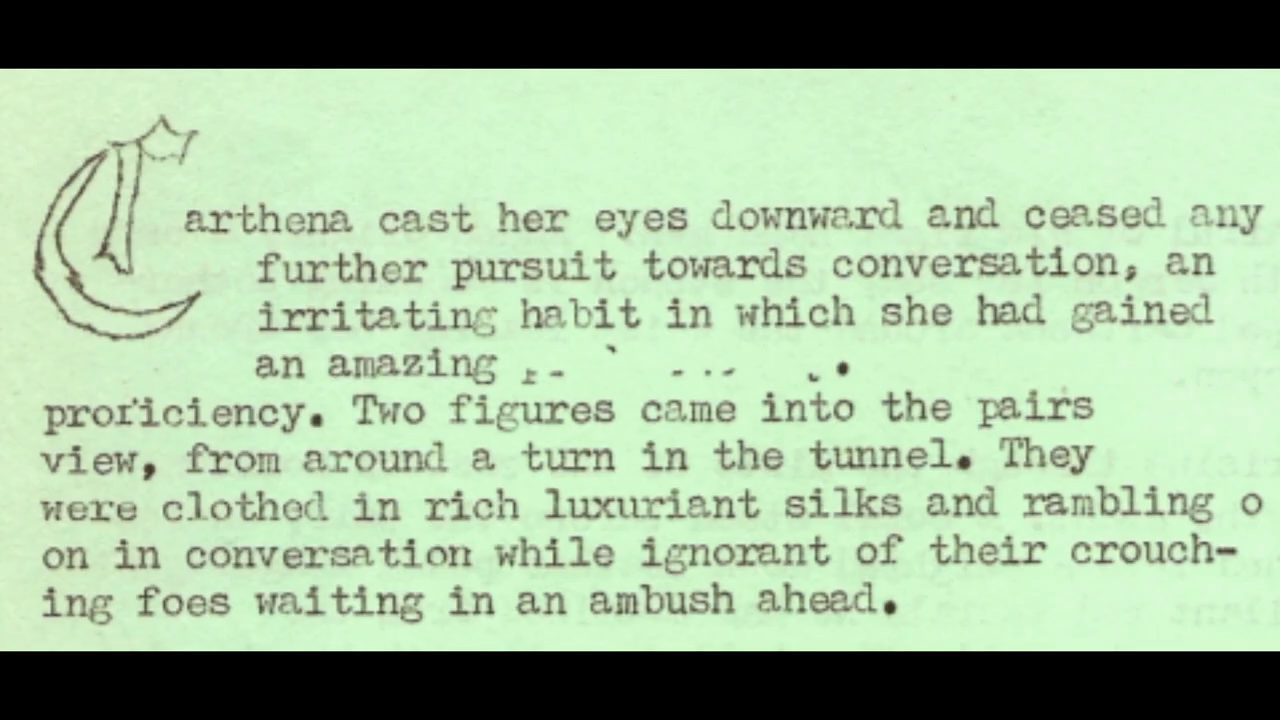 Carthena cast her eyes downward and ceased any
further pursuit towards conversation, an
irritating habit in which she had gained
an amazing
proficiency. Two figures came into the pairs
view, from around a turn in the tunnel. They
were clothed in rich luxuriant silks and rambling o
on in conversation while ignorant of their crouch-
ing foes waiting in an ambush ahead.